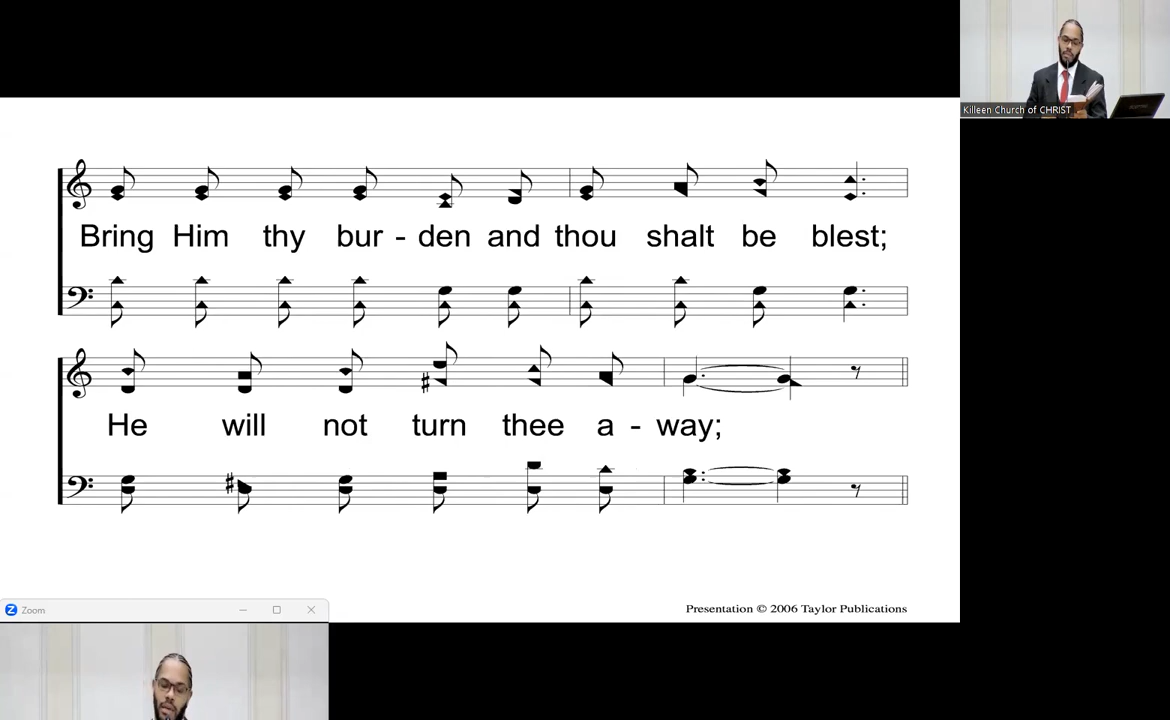 Killeen Church of CHRIST
Bring Him thy bur - den and thou shalt be blest;
He will not turn thee a - way;
Presentation © 2006 Taylor Publications
Zoom